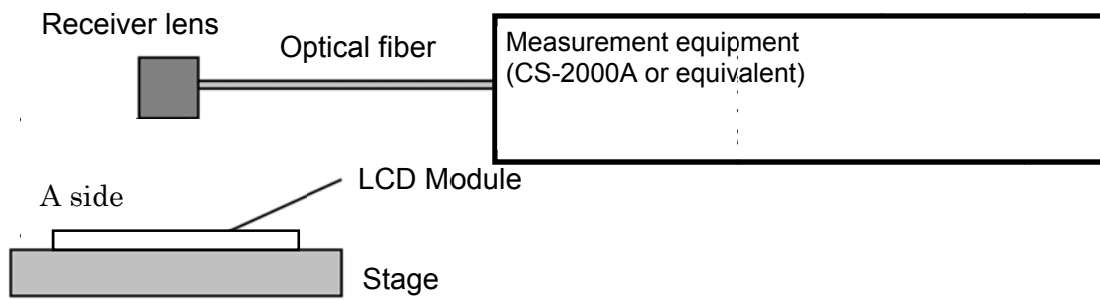 Receiver lens
Optical fiber
Measurement equipment
(CS-2000A or equivalent)
LCD Module
A side
Stage